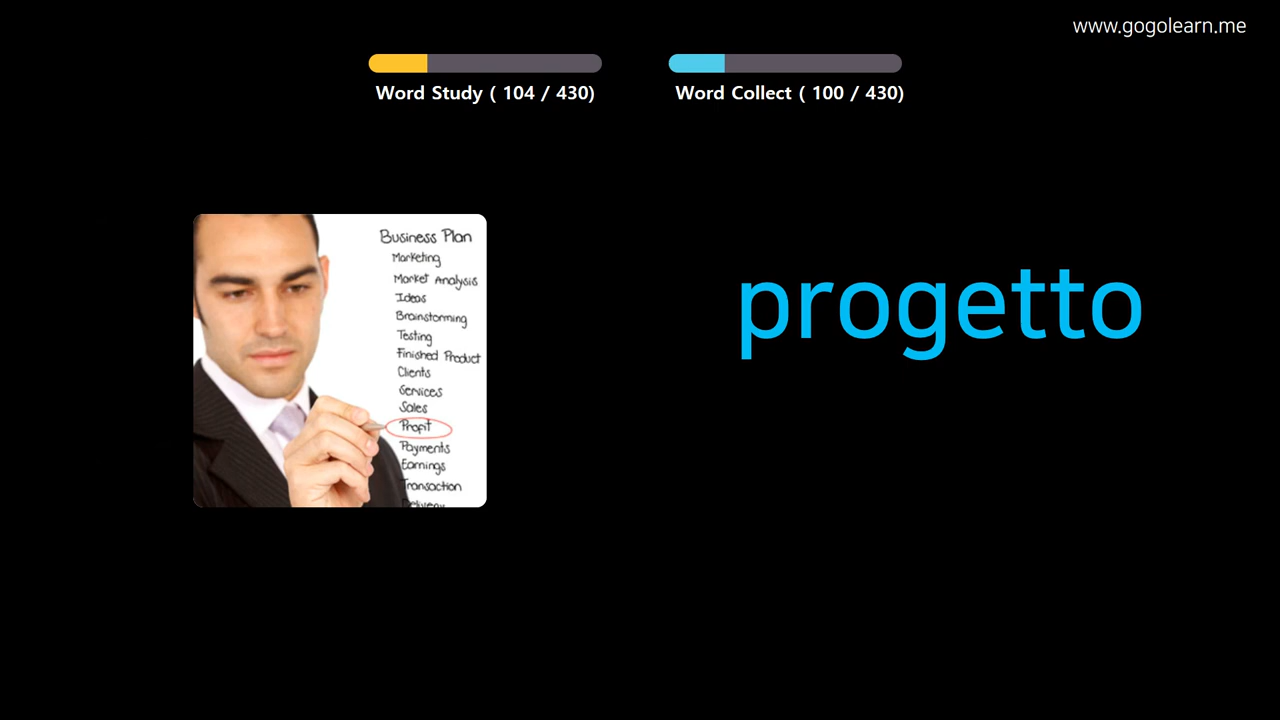 www.gogolearn.me
Word Study ( 104 / 430)
Word Collect ( 100 / 430)
Business Plan
Marketing
Market Analysis
Ideas
Brainstorming
Testing
Finished Product
Clients
Services
Sales
Profit
Payments
Earnings
Transaction
Delivery
progetto